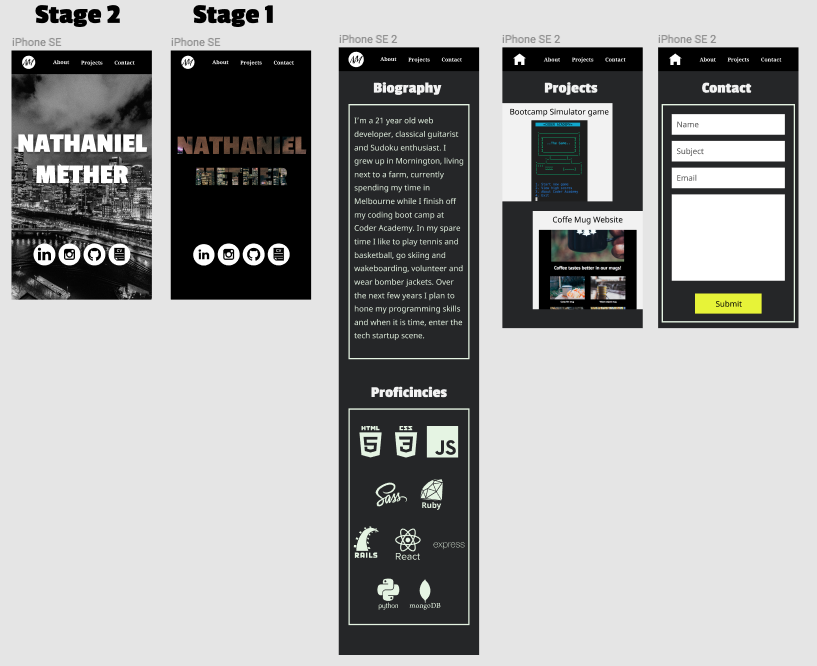 Stage 2
iPhone SE
About Projects Contact
NATHANIEL
METHER
in
Stage 1
iPhone SE
About Projects Contact
NATHANIEL
METHER
in
iPhone SE 2
About Projects Contact
Biography
I'm a 21 year old web
developer, classical guitarist
and Sudoku enthusiast. I
grew up in Mornington, living
next to a farm, currently
spending my time in
Melbourne while I finish off
my coding boot camp at
Coder Academy. In my spare
time I like to play tennis and
basketball, go skiing and
wakeboarding, volunteer and
wear bomber jackets. Over
the next few years I plan to
hone my programming skills
and when it is time, enter the
tech startup scene.
Proficincies
HTML CSS
5 3 JS
Sass Ruby
RAILS React express
python mongoDB
iPhone SE 2
About Projects Contact
Projects
Bootcamp Simulator game
Coffe Mug Website
Coffee tastes better in our mugs!
iPhone SE 2
About Projects Contact
Contact
Name
Subject
Email
Submit